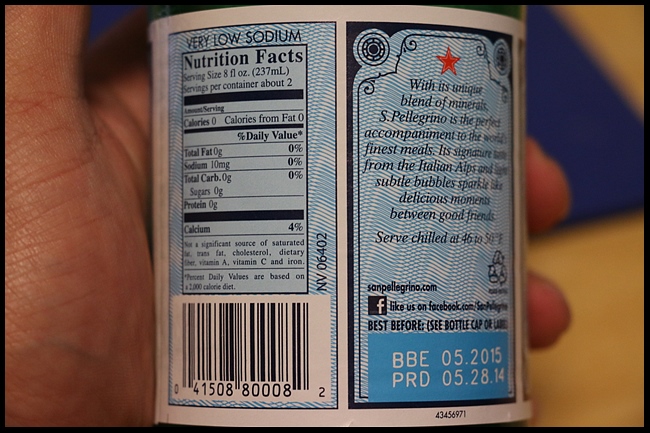 VERY LOW SODIUM
Nutrition Facts
Serving Size 8 fl oz. (237mL)
Servings per container about 2
Amount/Serving
Calories 0 Calories from Fat 0
%Daily Value*
Total Fat 0g 0%
Sodium 10mg 0%
Total Carb. 0g 0%
Sugars 0g
Protein 0g
Calcium 4%
Not a significant source of saturated
fat, trans fat, cholesterol, dietary
fiber, vitamin A, vitamin C and iron.
*Percent Daily Values are based on
a 2,000 calorie diet.
NV 06402
0 41508 80008 2
With its unique
blend of minerals,
S.Pellegrino is the perfect
accompaniment to the world's
finest meals. Its signature taste
from the Italian Alps and
subtle bubbles sparkle like
delicious moments
between good friends.
Serve chilled at 46 to 50°F
sanpellegrino.com
f like us on facebook.com/SanPellegrino
BEST BEFORE: (SEE BOTTLE CAP OR LABEL
BBE 05.2015
PRD 05.28.14
43456971